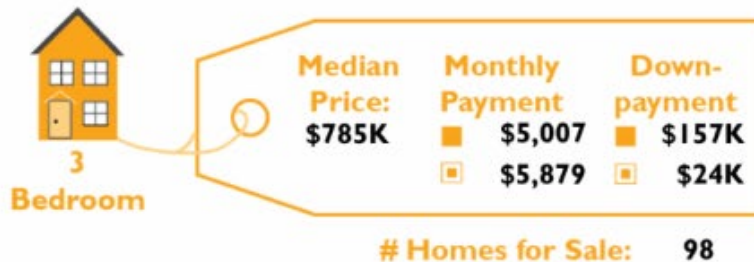 Median Monthly Down-
Price: Payment payment
$785K $5,007 $157K
$5,879 $24K
3
Bedroom
# Homes for Sale: 98